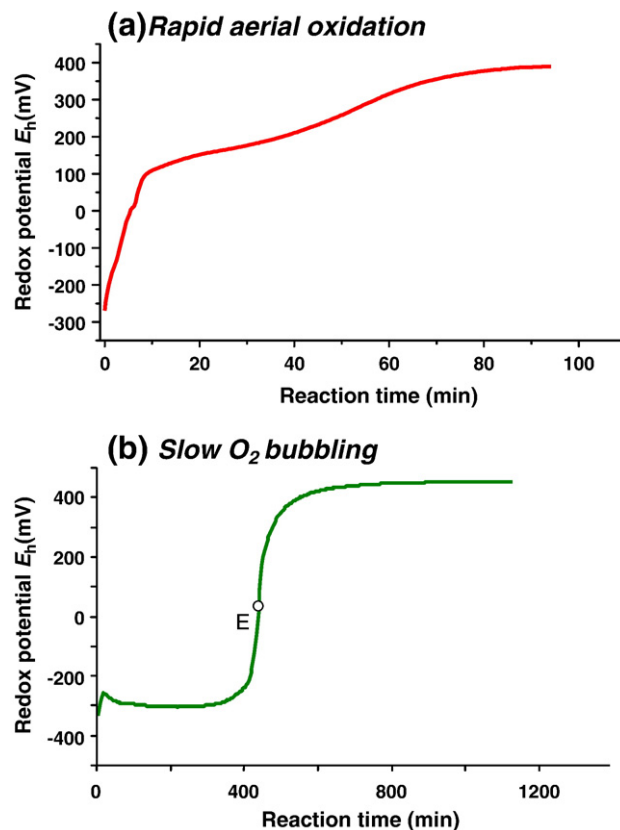 (a) Rapid aerial oxidation
Redox potential Eh(mV)
400
300
200
100
0
-100
-200
-300
0 20 40 60 80 100
Reaction time (min)
(b) Slow O2 bubbling
Redox potential Eh(mV)
400
200
0
-200
-400
E
0 400 800 1200
Reaction time (min)